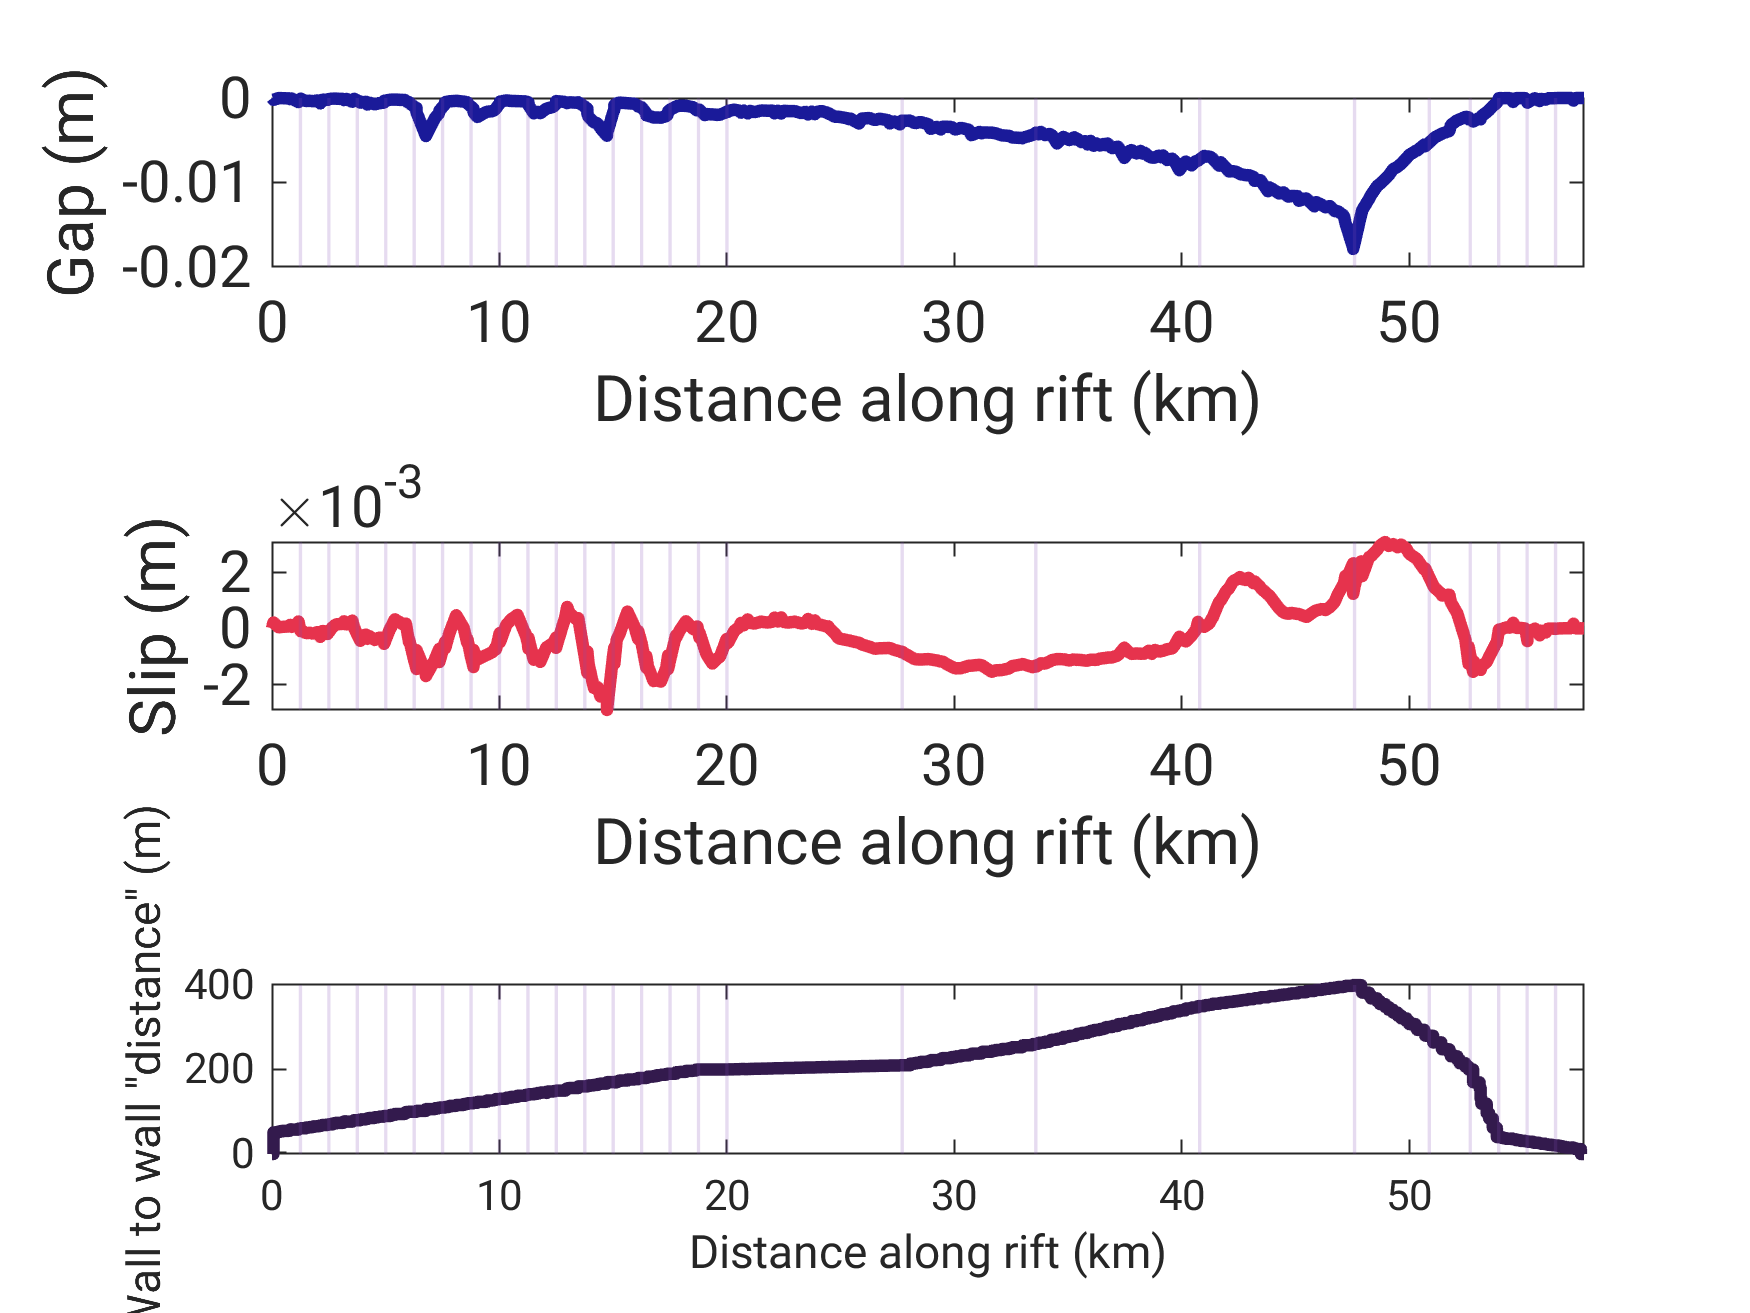 Gap (m)
0
-0.01
-0.02
0 10 20 30 40 50
Distance along rift (km)
×10-3
Slip (m)
2
0
-2
0 10 20 30 40 50
Distance along rift (km)
Wall to wall "distance" (m)
400
200
0
0 10 20 30 40 50
Distance along rift (km)